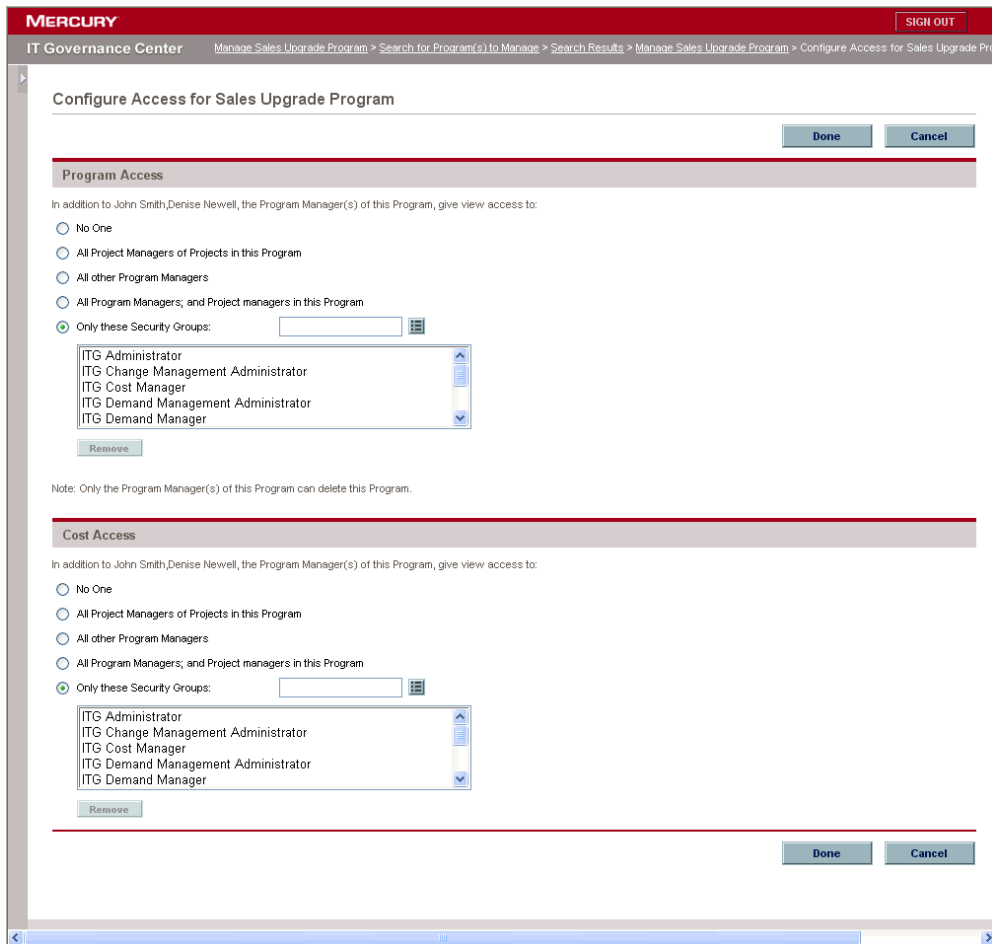 MERCURY
SIGN OUT
IT Governance Center
Manage Sales Upgrade Program > Search for Program(s) to Manage > Search Results > Manage Sales Upgrade Program > Configure Access for Sales Upgrade Pro
Configure Access for Sales Upgrade Program
Done Cancel
Program Access
In addition to John Smith,Denise Newell, the Program Manager(s) of this Program, give view access to:
No One
All Project Managers of Projects in this Program
All other Program Managers
All Program Managers; and Project managers in this Program
Only these Security Groups:
ITG Administrator
ITG Change Management Administrator
ITG Cost Manager
ITG Demand Management Administrator
ITG Demand Manager
Remove
Note: Only the Program Manager(s) of this Program can delete this Program.
Cost Access
In addition to John Smith,Denise Newell, the Program Manager(s) of this Program, give view access to:
No One
All Project Managers of Projects in this Program
All other Program Managers
All Program Managers; and Project managers in this Program
Only these Security Groups:
ITG Administrator
ITG Change Management Administrator
ITG Cost Manager
ITG Demand Management Administrator
ITG Demand Manager
Remove
Done Cancel